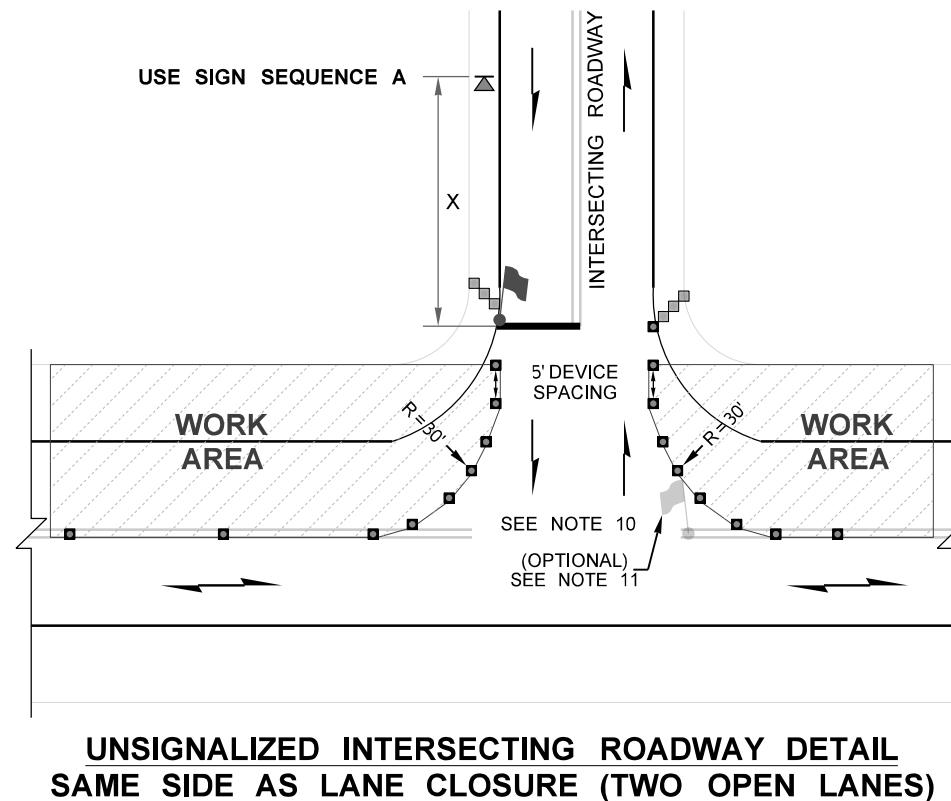 USE SIGN SEQUENCE A
INTERSECTING ROADWAY
X
5' DEVICE
SPACING
WORK
AREA
R = 30'
R = 30'
WORK
AREA
SEE NOTE 10
(OPTIONAL)
SEE NOTE 11
UNSIGNALIZED INTERSECTING ROADWAY DETAIL
SAME SIDE AS LANE CLOSURE (TWO OPEN LANES)